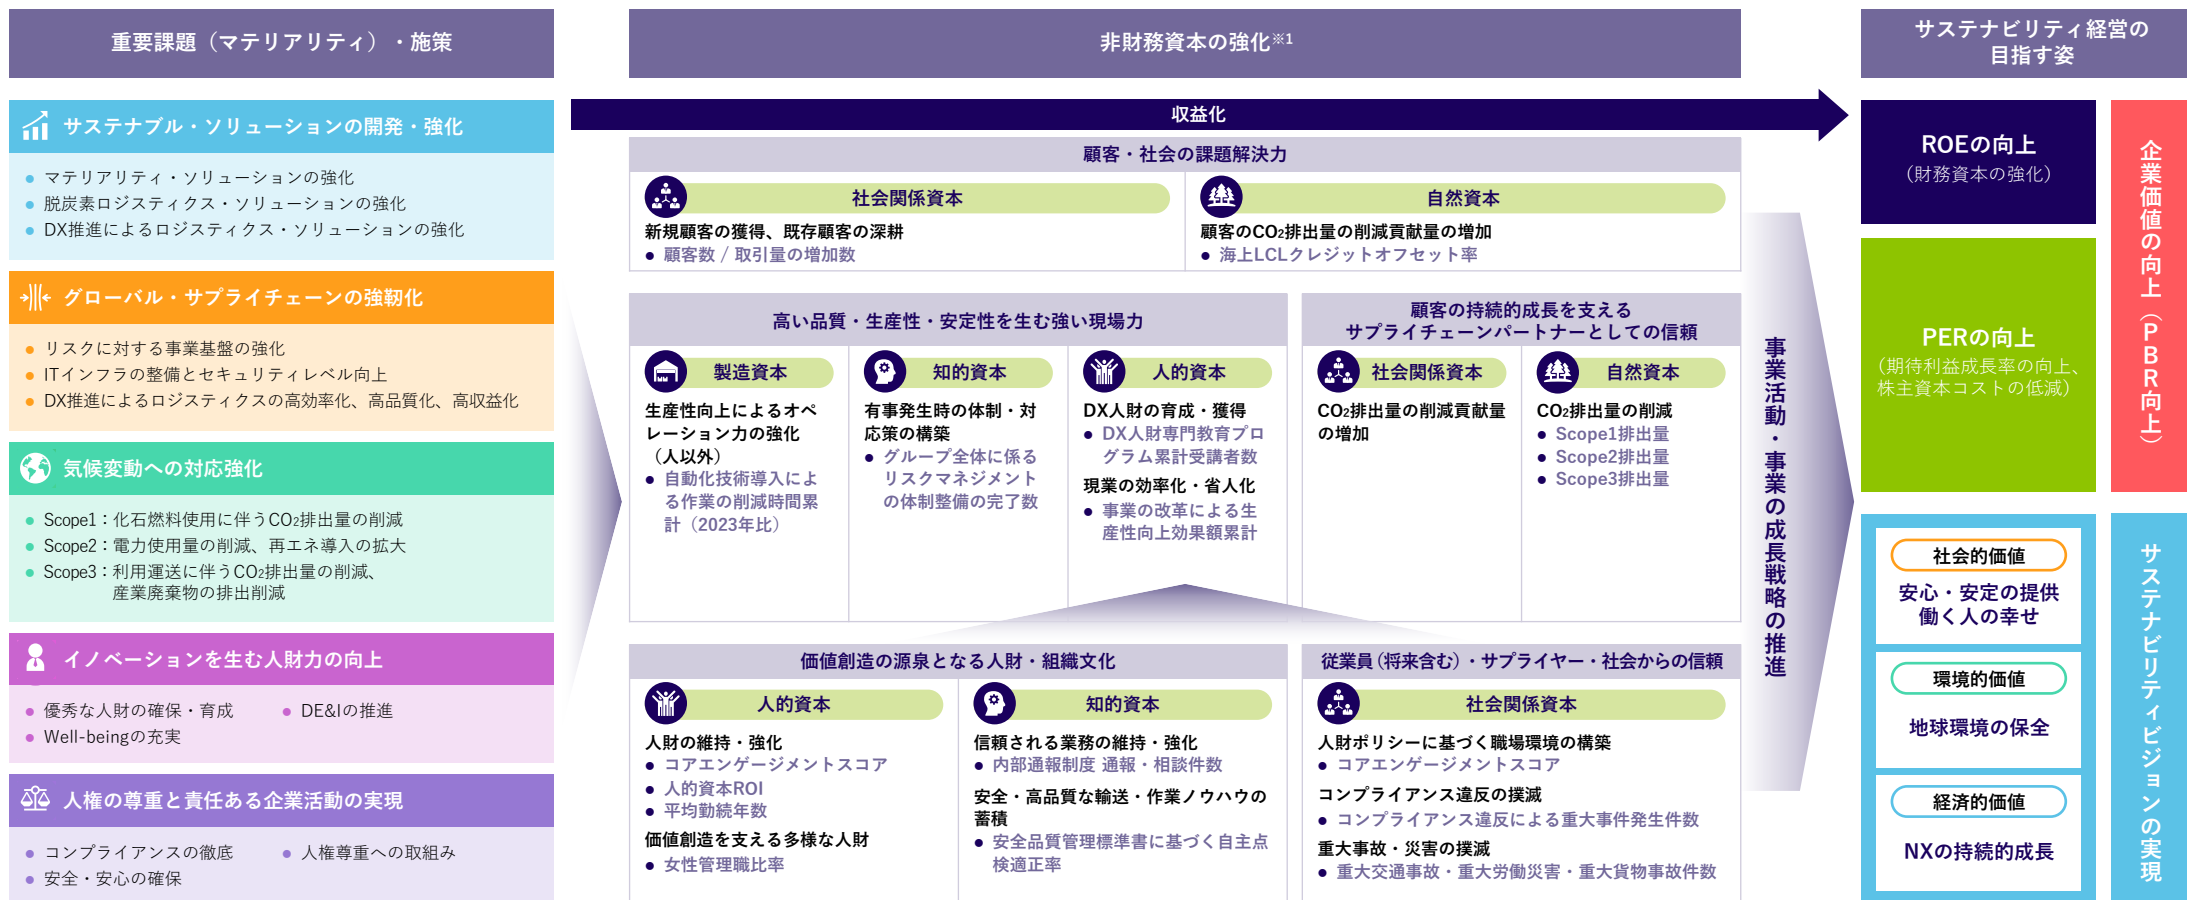 重要課題（マテリアリティ）・施策
サステナブル・ソリューションの開発・強化
● マテリアリティ・ソリューションの強化
● 脱炭素ロジスティクス・ソリューションの強化
● DX推進によるロジスティクス・ソリューションの強化
グローバル・サプライチェーンの強靭化
● リスクに対する事業基盤の強化
● ITインフラの整備とセキュリティレベル向上
● DX推進によるロジスティクスの高効率化、高品質化、高収益化
気候変動への対応強化
● Scope1：化石燃料使用に伴うCO₂排出量の削減
● Scope2：電力使用量の削減、再エネ導入の拡大
● Scope3：利用運送に伴うCO₂排出量の削減、
産業廃棄物の排出削減
イノベーションを生む人財力の向上
● 優秀な人財の確保・育成 ● DE&Iの推進
● Well-beingの充実
人権の尊重と責任ある企業活動の実現
● コンプライアンスの徹底 ● 人権尊重への取組み
● 安全・安心の確保
非財務資本の強化※1
収益化
顧客・社会の課題解決力
社会関係資本
新規顧客の獲得、既存顧客の深耕
● 顧客数 / 取引量の増加数
自然資本
顧客のCO₂排出量の削減貢献量の増加
● 海上LCLクレジットオフセット率
高い品質・生産性・安定性を生む強い現場力
製造資本
生産性向上によるオペ
レーション力の強化
（人以外）
● 自動化技術導入によ
る作業の削減時間累
計（2023年比）
知的資本
有事発生時の体制・対
応策の構築
● グループ全体に係る
リスクマネジメント
の体制整備の完了数
人的資本
DX人財の育成・獲得
● DX人財専門教育プロ
グラム累計受講者数
現業の効率化・省人化
● 事業の改革による生
産性向上効果額累計
顧客の持続的成長を支える
サプライチェーンパートナーとしての信頼
社会関係資本
CO₂排出量の削減貢献量
の増加
自然資本
CO₂排出量の削減
● Scope1排出量
● Scope2排出量
● Scope3排出量
価値創造の源泉となる人財・組織文化
人的資本
人財の維持・強化
● コアエンゲージメントスコア
● 人的資本ROI
● 平均勤続年数
価値創造を支える多様な人財
● 女性管理職比率
知的資本
信頼される業務の維持・強化
● 内部通報制度 通報・相談件数
安全・高品質な輸送・作業ノウハウの
蓄積
● 安全品質管理標準書に基づく自主点
検適正率
従業員（将来含む）・サプライヤー・社会からの信頼
社会関係資本
人財ポリシーに基づく職場環境の構築
● コアエンゲージメントスコア
コンプライアンス違反の撲滅
● コンプライアンス違反による重大事件発生件数
重大事故・災害の撲滅
● 重大交通事故・重大労働災害・重大貨物事故件数
事業活動・事業の成長戦略の推進
サステナビリティ経営の
目指す姿
ROEの向上
（財務資本の強化）
PERの向上
（期待利益成長率の向上、
株主資本コストの低減）
企業価値の向上（PBR向上）
社会的価値
安心・安定の提供
働く人の幸せ
環境的価値
地球環境の保全
経済的価値
NXの持続的成長
サステナビリティビジョンの実現